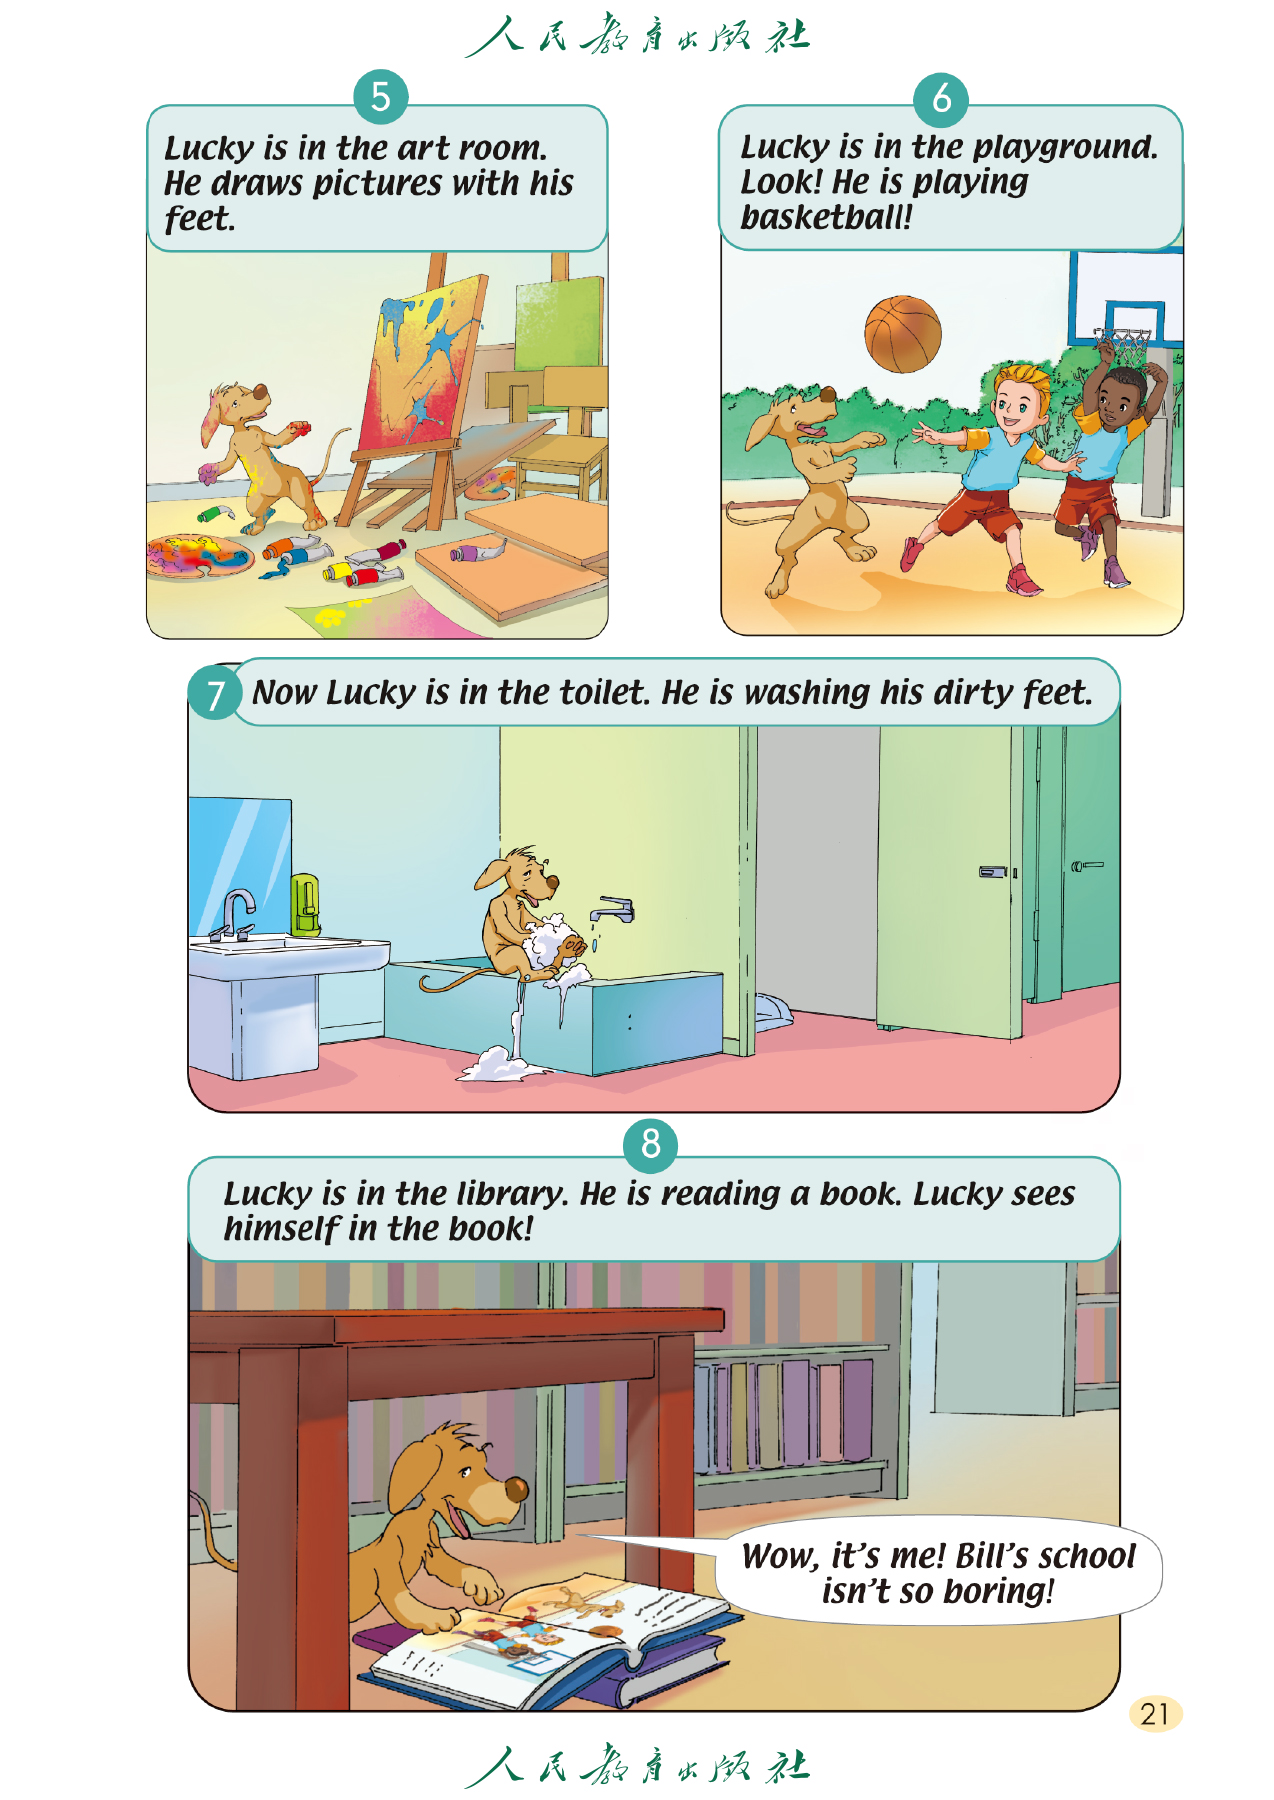 人民教育出版社
5
Lucky is in the art room.
He draws pictures with his
feet.
6
Lucky is in the playground.
Look! He is playing
basketball!
7
Now Lucky is in the toilet. He is washing his dirty feet.
8
Lucky is in the library. He is reading a book. Lucky sees
himself in the book!
Wow, it's me! Bill's school
isn't so boring!
21
人民教育出版社